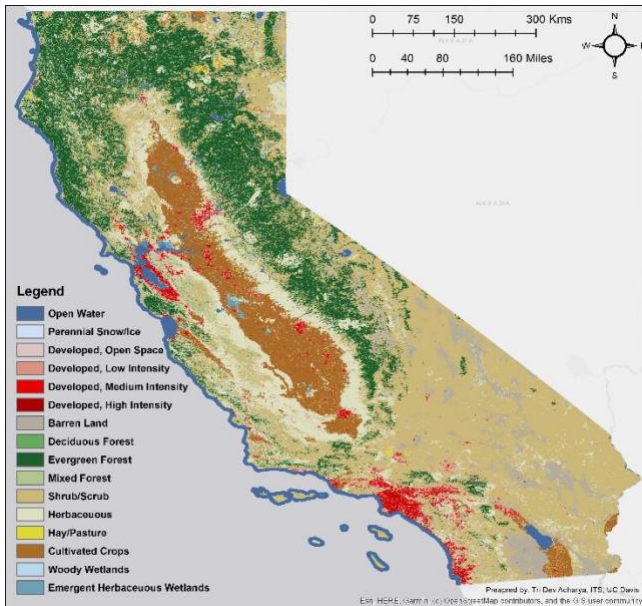 0 75 150 300 Kms
0 40 80 160 Miles
N
W
E
S
NEVADA
NEVADA
Legend
Open Water
Perennial Snow/Ice
Developed, Open Space
Developed, Low Intensity
Developed, Medium Intensity
Developed, High Intensity
Barren Land
Deciduous Forest
Evergreen Forest
Mixed Forest
Shrub/Scrub
Herbaceous
Hay/Pasture
Cultivated Crops
Woody Wetlands
Emergent Herbaceuous Wetlands
Preapred by: Tri Dev Acharya, ITS, UC Davis
Esri, HERE, Garmin, (c) OpenStreetMap contributors, and the GIS user community